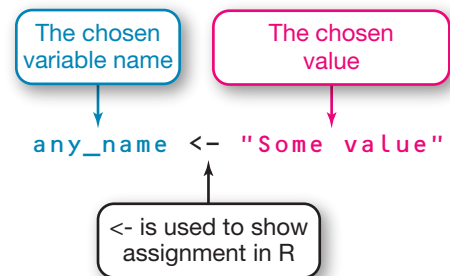 The chosen
variable name
The chosen
value
any_name <- "Some value"
<- is used to show
assignment in R